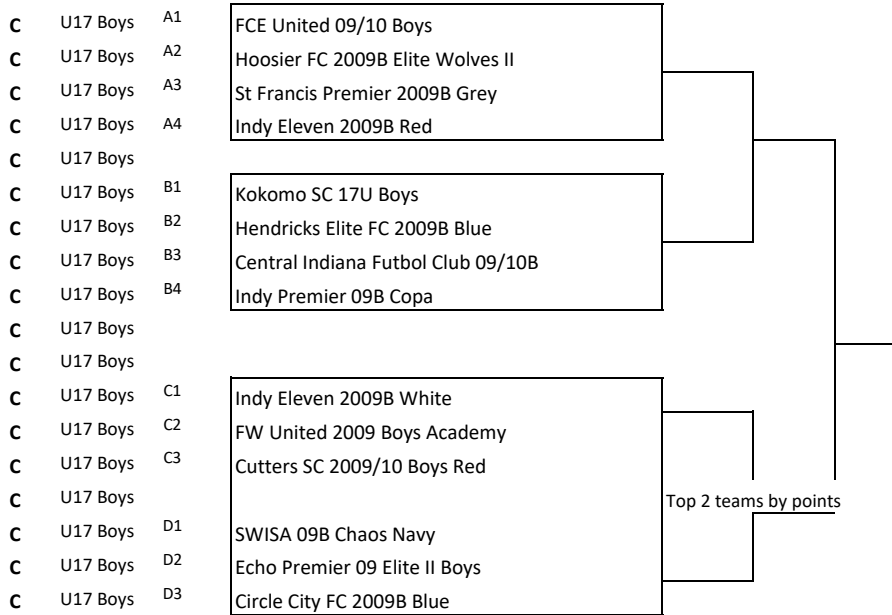 C U17 Boys A1 FCE United 09/10 Boys
C U17 Boys A2 Hoosier FC 2009B Elite Wolves II
C U17 Boys A3 St Francis Premier 2009B Grey
C U17 Boys A4 Indy Eleven 2009B Red
C U17 Boys
C U17 Boys B1 Kokomo SC 17U Boys
C U17 Boys B2 Hendricks Elite FC 2009B Blue
C U17 Boys B3 Central Indiana Futbol Club 09/10B
C U17 Boys B4 Indy Premier 09B Copa
C U17 Boys
C U17 Boys
C U17 Boys C1 Indy Eleven 2009B White
C U17 Boys C2 FW United 2009 Boys Academy
C U17 Boys C3 Cutters SC 2009/10 Boys Red
C U17 Boys Top 2 teams by points
C U17 Boys D1 SWISA 09B Chaos Navy
C U17 Boys D2 Echo Premier 09 Elite II Boys
C U17 Boys D3 Circle City FC 2009B Blue